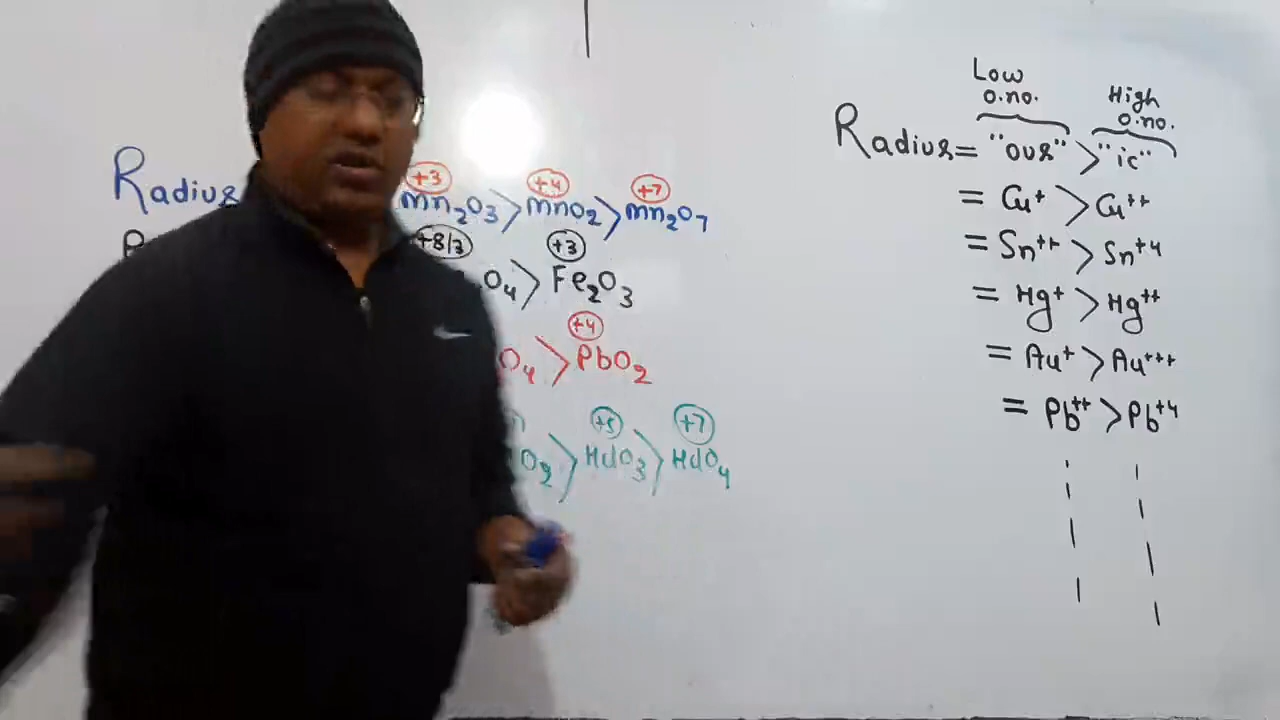 Radius
+3 +4 +7
Mn₂O₃ > MnO₂ > Mn₂O₇
+8/3 +3
O₄ > Fe₂O₃
+4
O₄ > PbO₂
+5 +7
O₂ > HClO₃ > HClO₄
Low High
o.no. o.no.
Radius = "ous" > "ic"
= Cu⁺ > Cu⁺⁺
= Sn⁺⁺ > Sn⁺⁴
= Hg⁺ > Hg⁺⁺
= Au⁺ > Au⁺⁺⁺
= Pb⁺⁺ > Pb⁺⁴